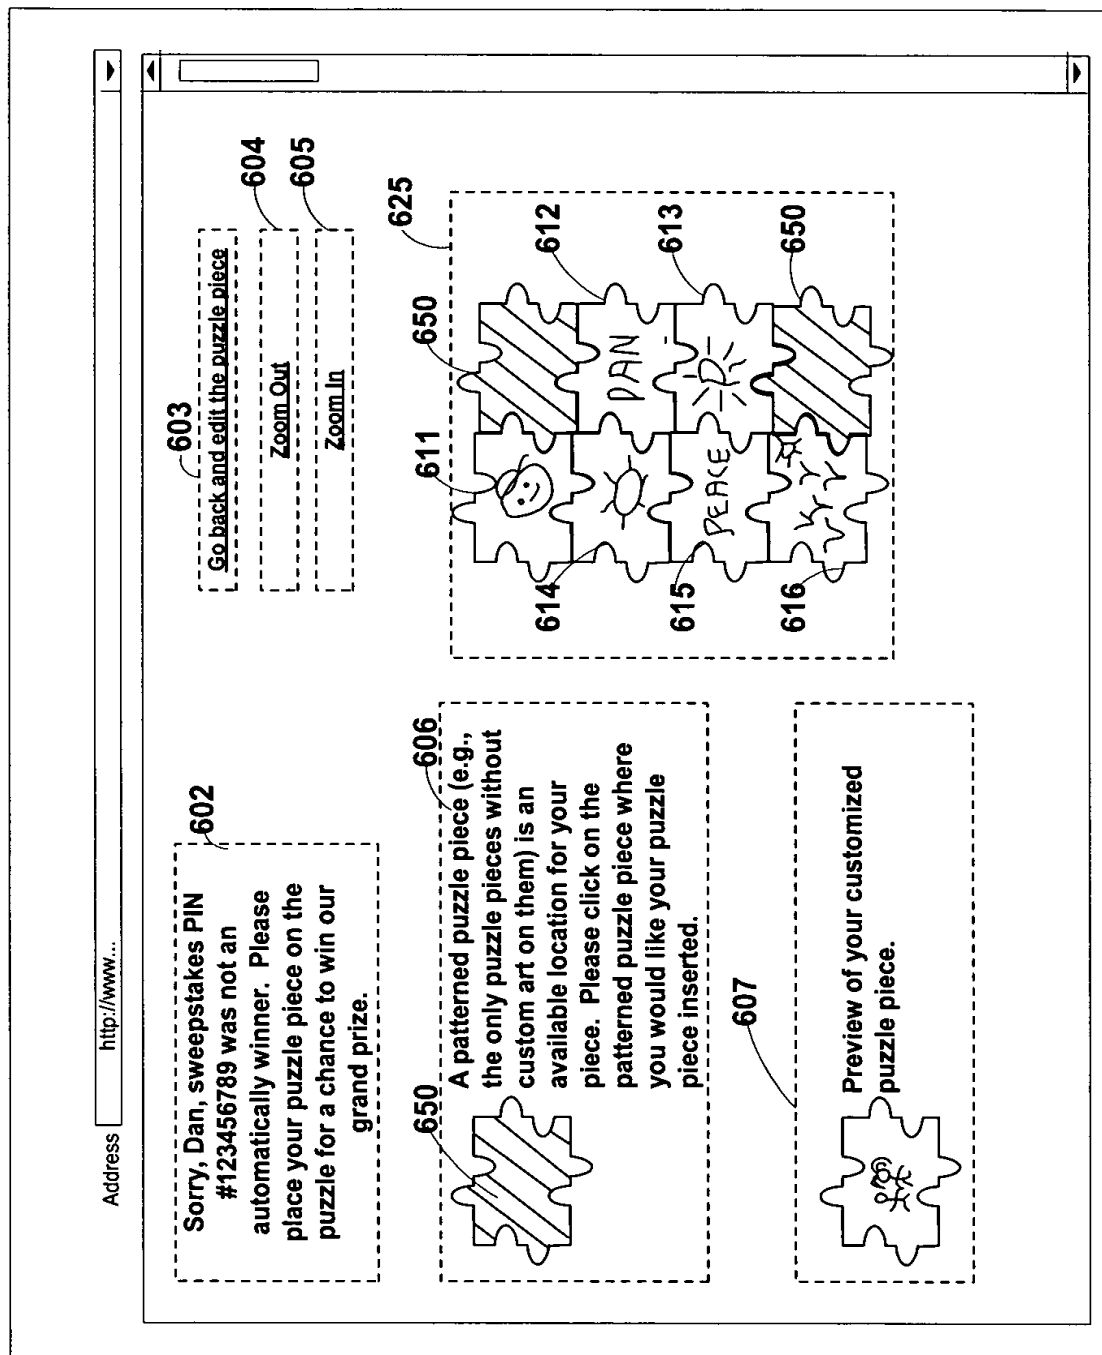 Address
http://www...
602
Sorry, Dan, sweepstakes PIN
#123456789 was not an
automatically winner. Please
place your puzzle piece on the
puzzle for a chance to win our
grand prize.
603
Go back and edit the puzzle piece
604
Zoom Out
605
Zoom In
650
606
A patterned puzzle piece (e.g.,
the only puzzle pieces without
custom art on them) is an
available location for your
piece. Please click on the
patterned puzzle piece where
you would like your puzzle
piece inserted.
607
Preview of your customized
puzzle piece.
625
611
650
612
DAN
613
614
615
PEACE
616
650